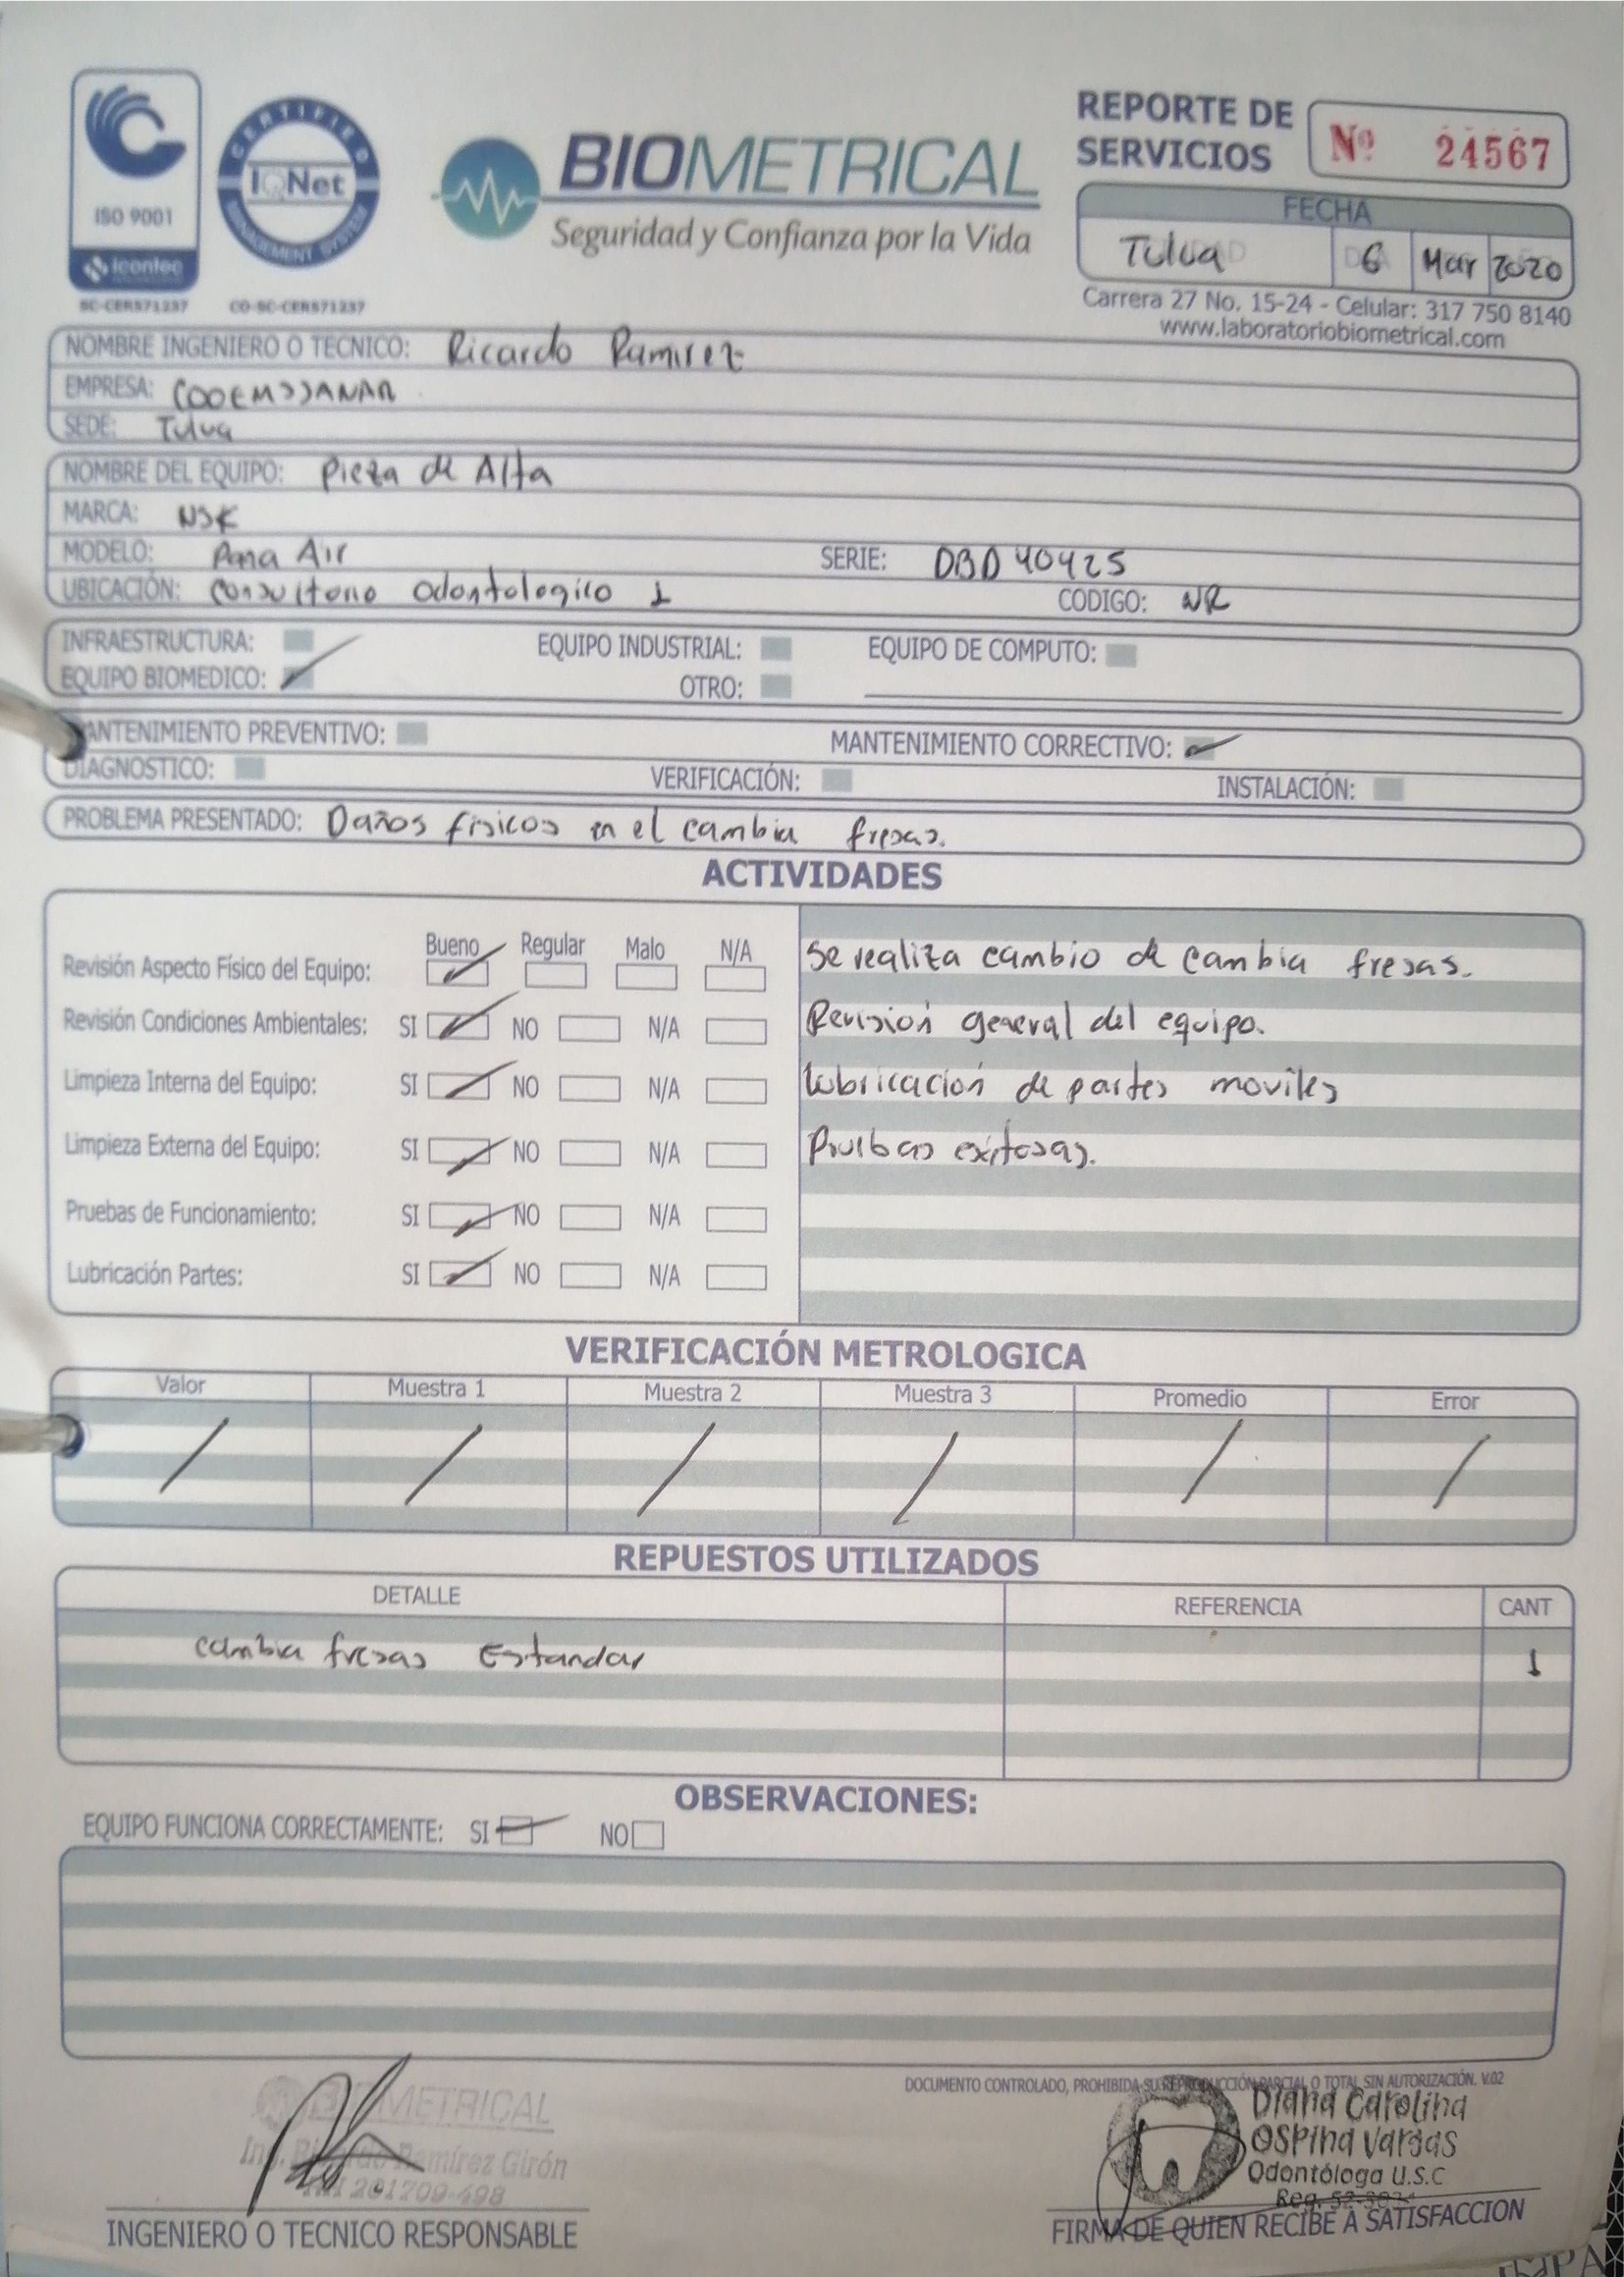 REPORTE DE SERVICIOS Nº 24567
ISO 9001
icontec
SC-CER571237
CERTIFIED
IQNet
MANAGEMENT SYSTEM
CO-SC-CER571237
BIOMETRICAL
Seguridad y Confianza por la Vida
FECHA
Tulua 6 Mar 2020
Carrera 27 No. 15-24 - Celular: 317 750 8140
www.laboratoriobiometrical.com
NOMBRE INGENIERO O TECNICO: Ricardo Ramirez
EMPRESA: COOEMSSANAR
SEDE: Tulua
NOMBRE DEL EQUIPO: Pieza de Alta
MARCA: NSK
MODELO: Pana Air SERIE: DBD40425
UBICACIÓN: Consultorio Odontologico 1 CODIGO: NR
INFRAESTRUCTURA: EQUIPO INDUSTRIAL: EQUIPO DE COMPUTO:
EQUIPO BIOMEDICO: OTRO:
MANTENIMIENTO PREVENTIVO: MANTENIMIENTO CORRECTIVO:
DIAGNOSTICO: VERIFICACIÓN: INSTALACIÓN:
PROBLEMA PRESENTADO: Daños fisicos en el cambia fresas.
ACTIVIDADES
Bueno Regular Malo N/A
Revisión Aspecto Físico del Equipo:
Revisión Condiciones Ambientales: SI NO N/A
Limpieza Interna del Equipo: SI NO N/A
Limpieza Externa del Equipo: SI NO N/A
Pruebas de Funcionamiento: SI NO N/A
Lubricación Partes: SI NO N/A
Se realiza cambio de cambia fresas.
Revisión general del equipo.
Lubricación de partes moviles
Pruebas exitosas.
VERIFICACIÓN METROLOGICA
Valor Muestra 1 Muestra 2 Muestra 3 Promedio Error
/ / / / / /
REPUESTOS UTILIZADOS
DETALLE REFERENCIA CANT
cambia fresas Estandar 1
OBSERVACIONES:
EQUIPO FUNCIONA CORRECTAMENTE: SI NO
DOCUMENTO CONTROLADO, PROHIBIDA SU REPRODUCCIÓN PARCIAL O TOTAL SIN AUTORIZACIÓN. V.02
BIOMETRICAL
Ing. Ricardo Ramírez Girón
201709-498
INGENIERO O TECNICO RESPONSABLE
Diana Carolina
Ospina Vargas
Odontóloga U.S.C
Reg.
FIRMA DE QUIEN RECIBE A SATISFACCION